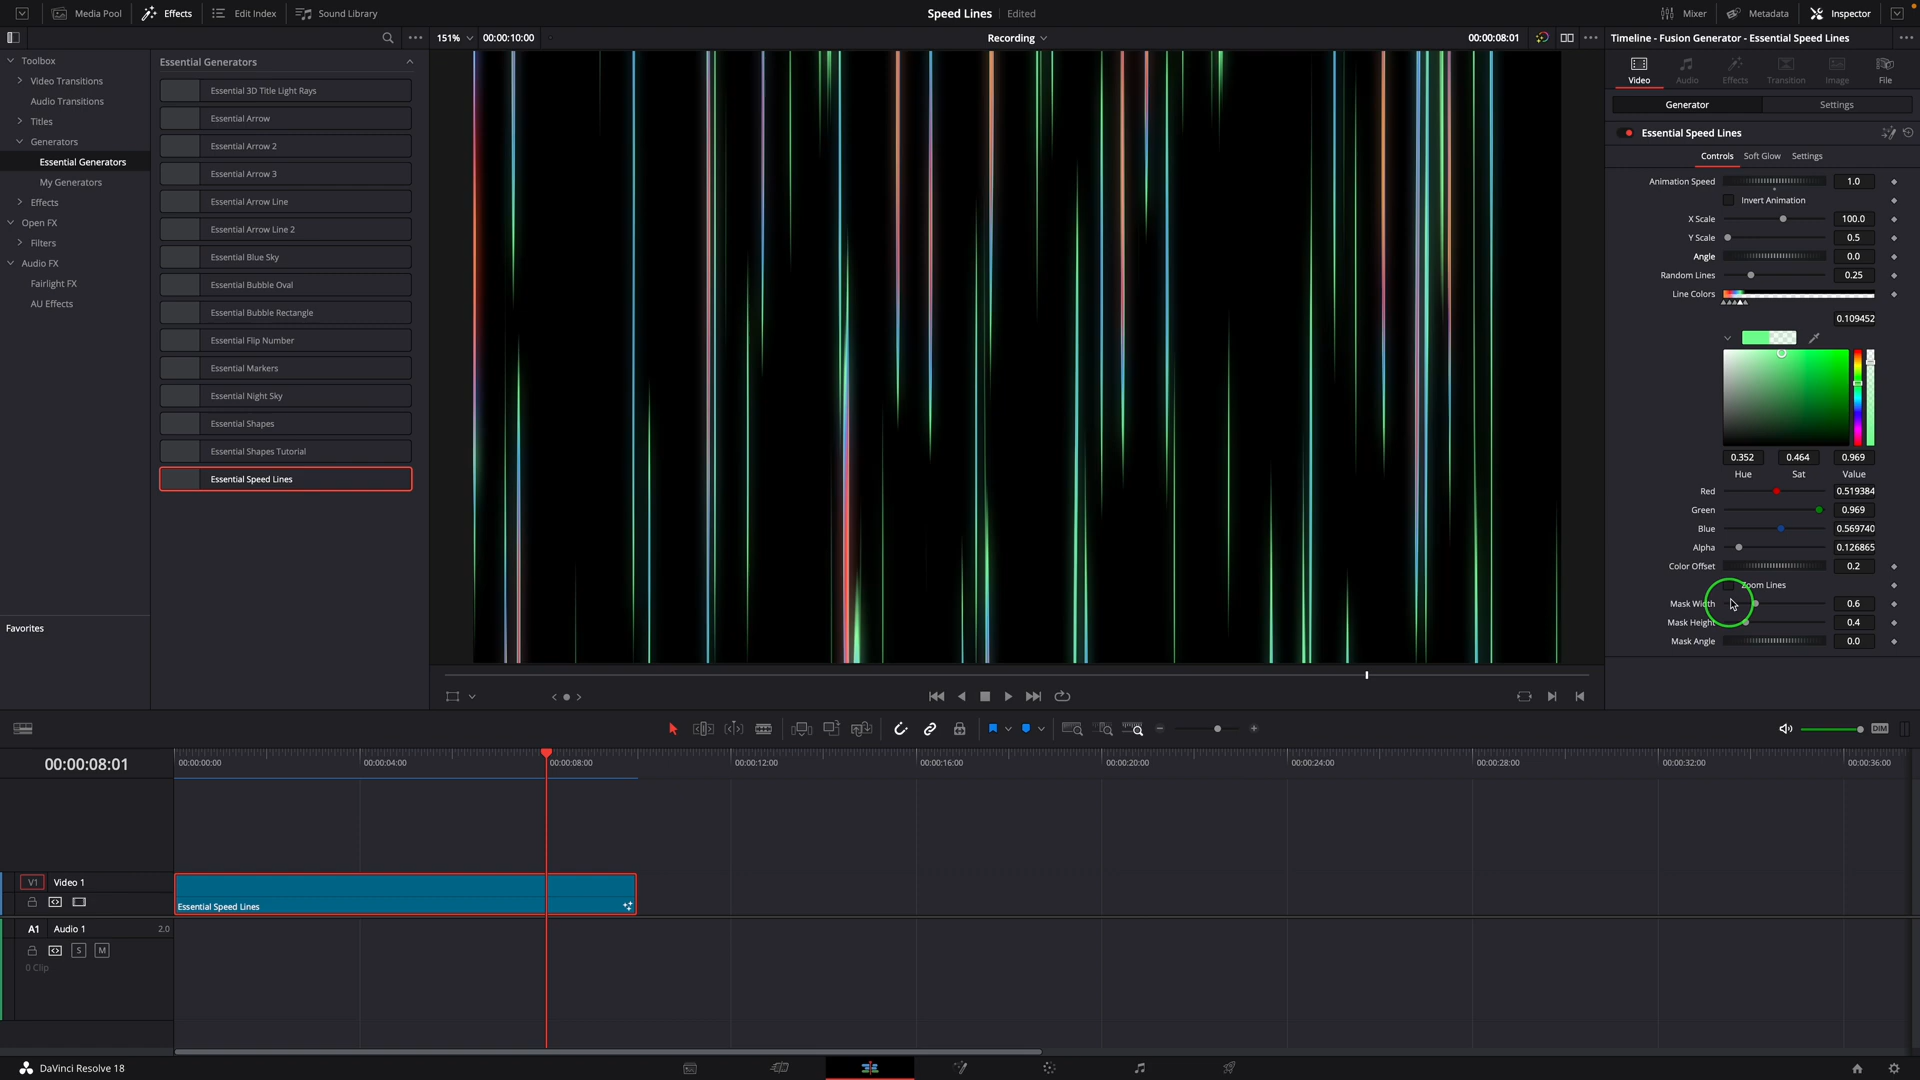 Media Pool
Effects
Edit Index
Sound Library
Speed Lines
Edited
Mixer
Metadata
Inspector
151%
00:00:10:00
Recording
00:00:08:01
Timeline - Fusion Generator - Essential Speed Lines
Toolbox
Video Transitions
Audio Transitions
Titles
Generators
Essential Generators
My Generators
Effects
Open FX
Filters
Audio FX
Fairlight FX
AU Effects
Favorites
Essential Generators
Essential 3D Title Light Rays
Essential Arrow
Essential Arrow 2
Essential Arrow 3
Essential Arrow Line
Essential Arrow Line 2
Essential Blue Sky
Essential Bubble Oval
Essential Bubble Rectangle
Essential Flip Number
Essential Markers
Essential Night Sky
Essential Shapes
Essential Shapes Tutorial
Essential Speed Lines
Video
Audio
Effects
Transition
Image
File
Generator
Settings
Essential Speed Lines
Controls
Soft Glow
Settings
Animation Speed
1.0
Invert Animation
X Scale
100.0
Y Scale
0.5
Angle
0.0
Random Lines
0.25
Line Colors
0.109452
0.352
0.464
0.969
Hue
Sat
Value
Red
0.519384
Green
0.969
Blue
0.569740
Alpha
0.126865
Color Offset
0.2
Zoom Lines
Mask Width
0.6
Mask Height
0.4
Mask Angle
0.0
DIM
00:00:08:01
00:00:00:00
00:00:04:00
00:00:08:00
00:00:12:00
00:00:16:00
00:00:20:00
00:00:24:00
00:00:28:00
00:00:32:00
00:00:36:00
V1
Video 1
Essential Speed Lines
A1
Audio 1
2.0
S
M
0 Clip
DaVinci Resolve 18